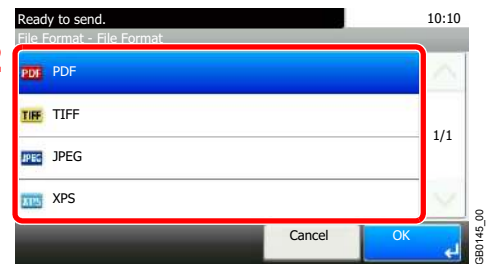 Ready to send.
10:10
File Format - File Format
PDF PDF
TIFF TIFF
1/1
JPEG JPEG
XPS XPS
Cancel
OK
GB0145_00